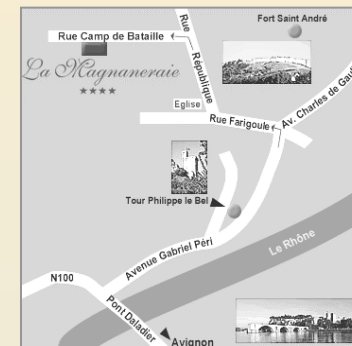 Fort Saint André
Rue Camp de Bataille
Rue République
La Magnaneraie
★★★★
Eglise
Rue Farigoule
Av. Charles de Gaul
Tour Philippe le Bel
Avenue Gabriel Péri
Le Rhône
N100
Pont Daladier
Avignon